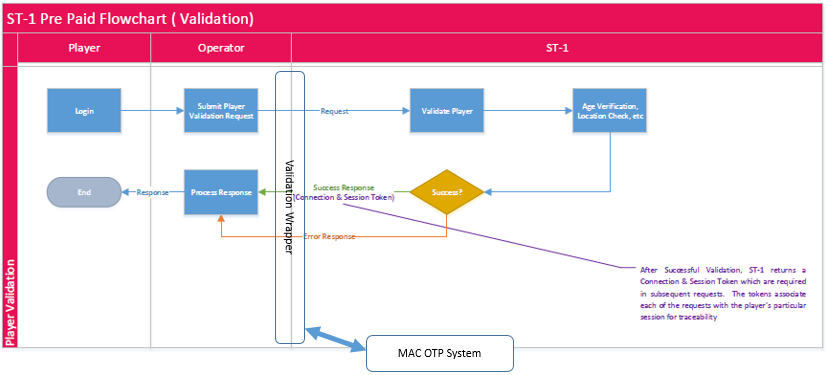 ST-1 Pre Paid Flowchart ( Validation)
Player
Operator
ST-1
Player Validation
Login
Submit Player
Validation Request
Request
Validate Player
Age Verification,
Location Check, etc
Validation Wrapper
End
Response
Process Response
Success Response
(Connection & Session Token)
Success?
Error Response
After Successful Validation, ST-1 returns a
Connection & Session Token which are required
in subsequent requests. The tokens associate
each of the requests with the player's particular
session for traceability
MAC OTP System